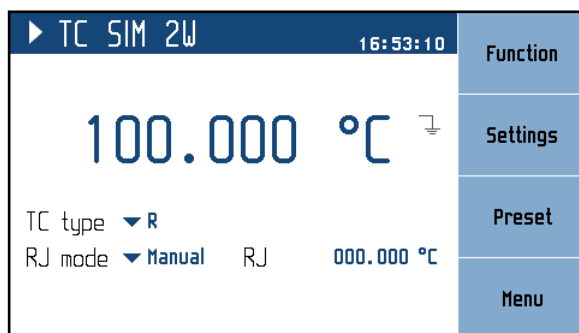 TC SIM 2W 16:53:10
100.000 °C
TC type R
RJ mode Manual RJ 000.000 °C
Function
Settings
Preset
Menu